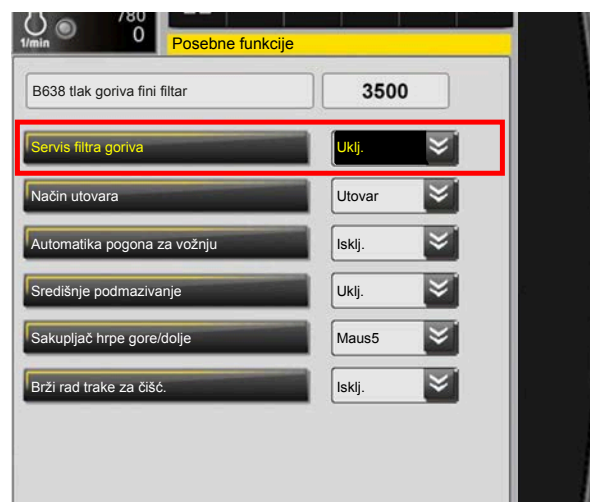 780
1/min 0
Posebne funkcije
B638 tlak goriva fini filtar 3500
Servis filtra goriva Uklj.
Način utovara Utovar
Automatika pogona za vožnju Isklj.
Središnje podmazivanje Uklj.
Sakupljač hrpe gore/dolje Maus5
Brži rad trake za čišć. Isklj.